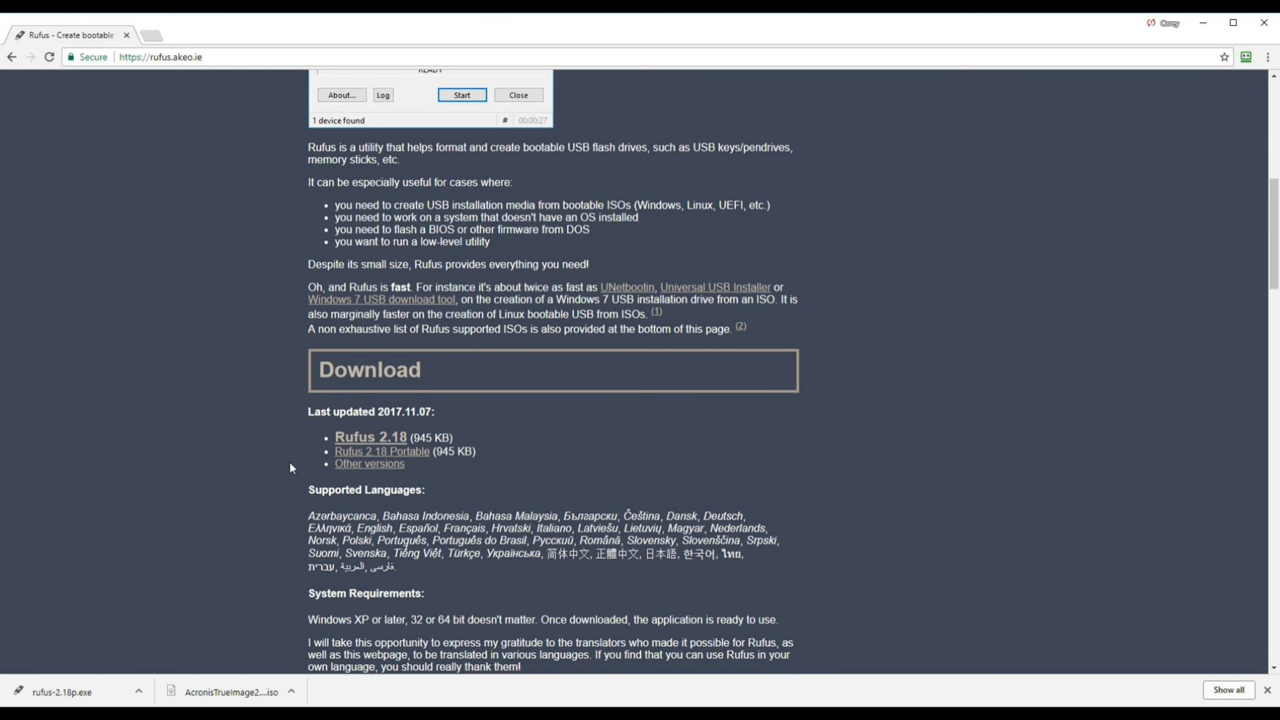 Rufus - Create bootable
Corey
Secure
https://rufus.akeo.ie
READY
About...
Log
Start
Close
1 device found
#
00:00:27
Rufus is a utility that helps format and create bootable USB flash drives, such as USB keys/pendrives,
memory sticks, etc.
It can be especially useful for cases where:
• you need to create USB installation media from bootable ISOs (Windows, Linux, UEFI, etc.)
• you need to work on a system that doesn't have an OS installed
• you need to flash a BIOS or other firmware from DOS
• you want to run a low-level utility
Despite its small size, Rufus provides everything you need!
Oh, and Rufus is fast. For instance it's about twice as fast as UNetbootin, Universal USB Installer or
Windows 7 USB download tool, on the creation of a Windows 7 USB installation drive from an ISO. It is
also marginally faster on the creation of Linux bootable USB from ISOs. (1)
A non exhaustive list of Rufus supported ISOs is also provided at the bottom of this page. (2)
Download
Last updated 2017.11.07:
• Rufus 2.18 (945 KB)
• Rufus 2.18 Portable (945 KB)
• Other versions
Supported Languages:
Azərbaycanca, Bahasa Indonesia, Bahasa Malaysia, Български, Čeština, Dansk, Deutsch,
Ελληνικά, English, Español, Français, Hrvatski, Italiano, Latviešu, Lietuvių, Magyar, Nederlands,
Norsk, Polski, Português, Português do Brasil, Русский, Română, Slovensky, Slovenščina, Srpski,
Suomi, Svenska, Tiếng Việt, Türkçe, Українська, 简体中文, 正體中文, 日本語, 한국어, ไทย,
עברית, العربية, فارسی.
System Requirements:
Windows XP or later, 32 or 64 bit doesn't matter. Once downloaded, the application is ready to use.
I will take this opportunity to express my gratitude to the translators who made it possible for Rufus, as
well as this webpage, to be translated in various languages. If you find that you can use Rufus in your
own language, you should really thank them!
rufus-2.18p.exe
AcronisTrueImage2....iso
Show all